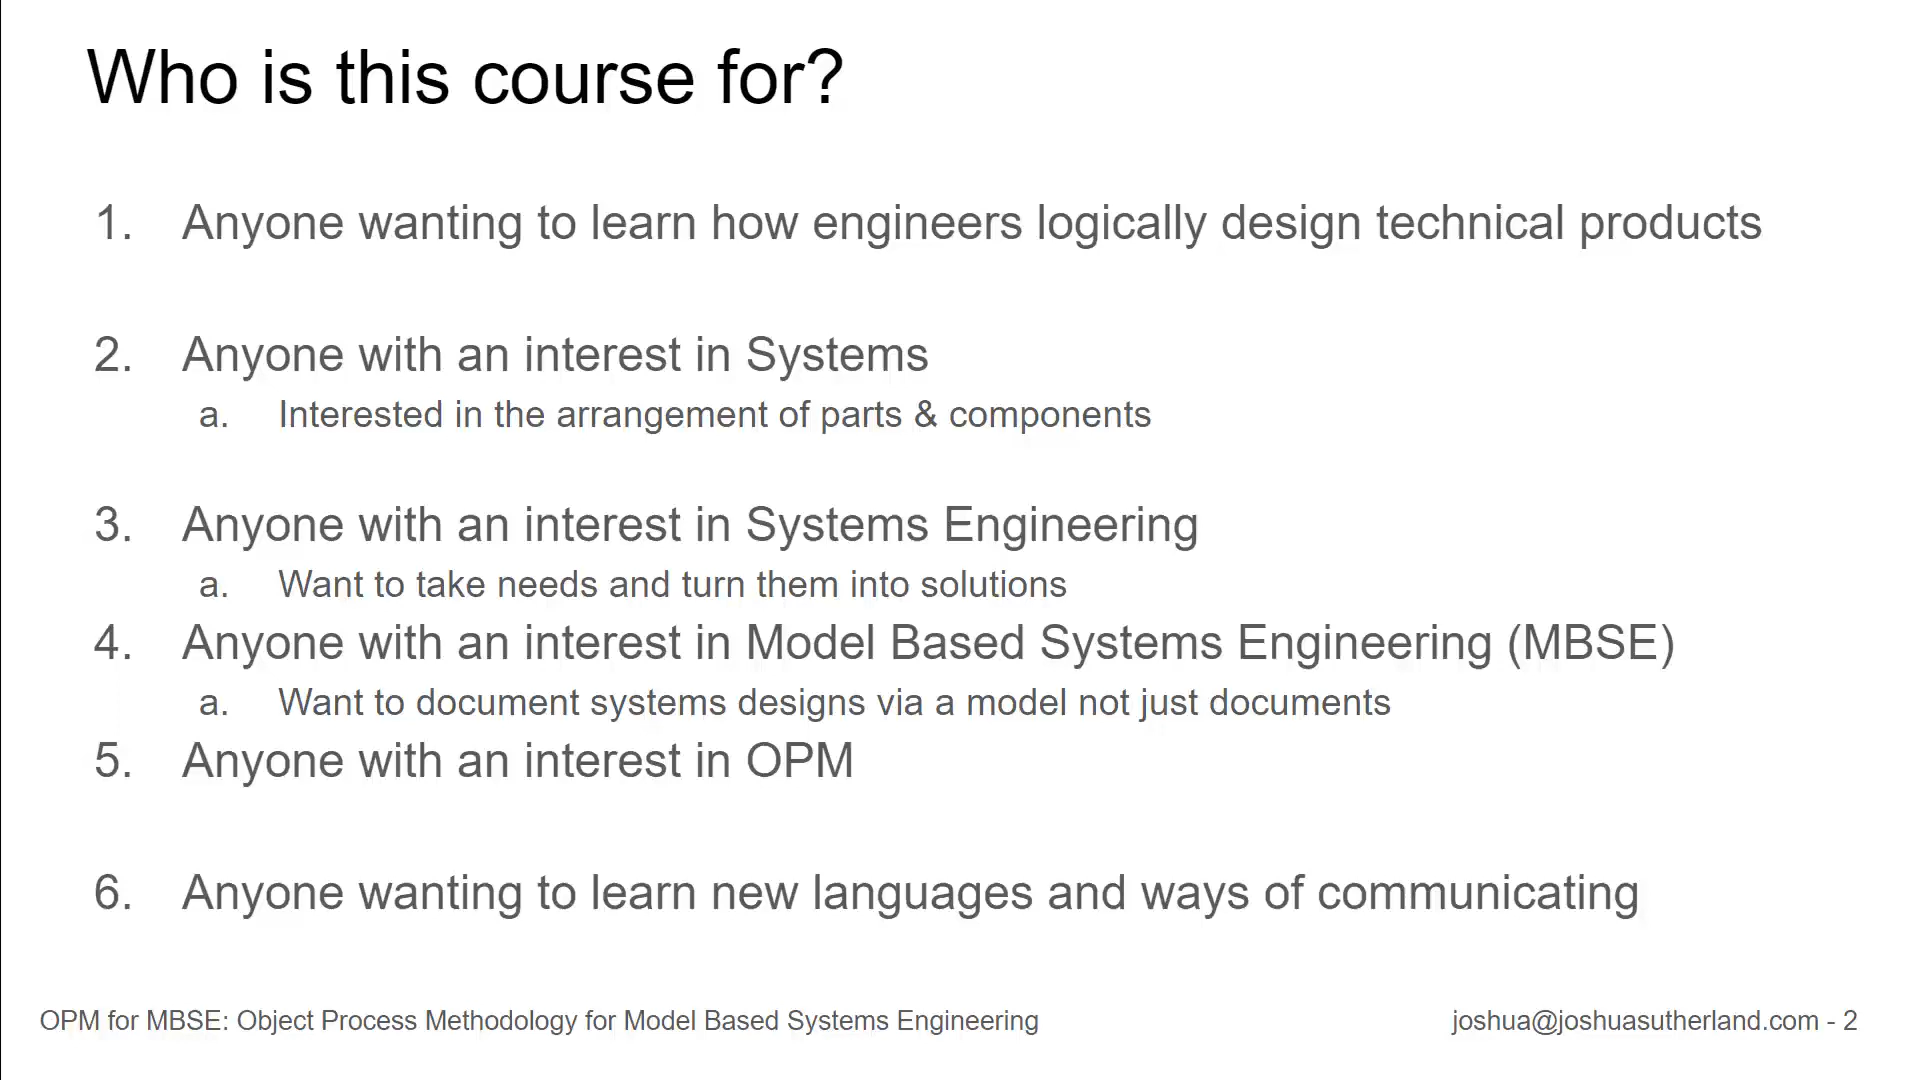 Who is this course for?
1. Anyone wanting to learn how engineers logically design technical products
2. Anyone with an interest in Systems
a. Interested in the arrangement of parts & components
3. Anyone with an interest in Systems Engineering
a. Want to take needs and turn them into solutions
4. Anyone with an interest in Model Based Systems Engineering (MBSE)
a. Want to document systems designs via a model not just documents
5. Anyone with an interest in OPM
6. Anyone wanting to learn new languages and ways of communicating
OPM for MBSE: Object Process Methodology for Model Based Systems Engineering
joshua@joshuasutherland.com - 2